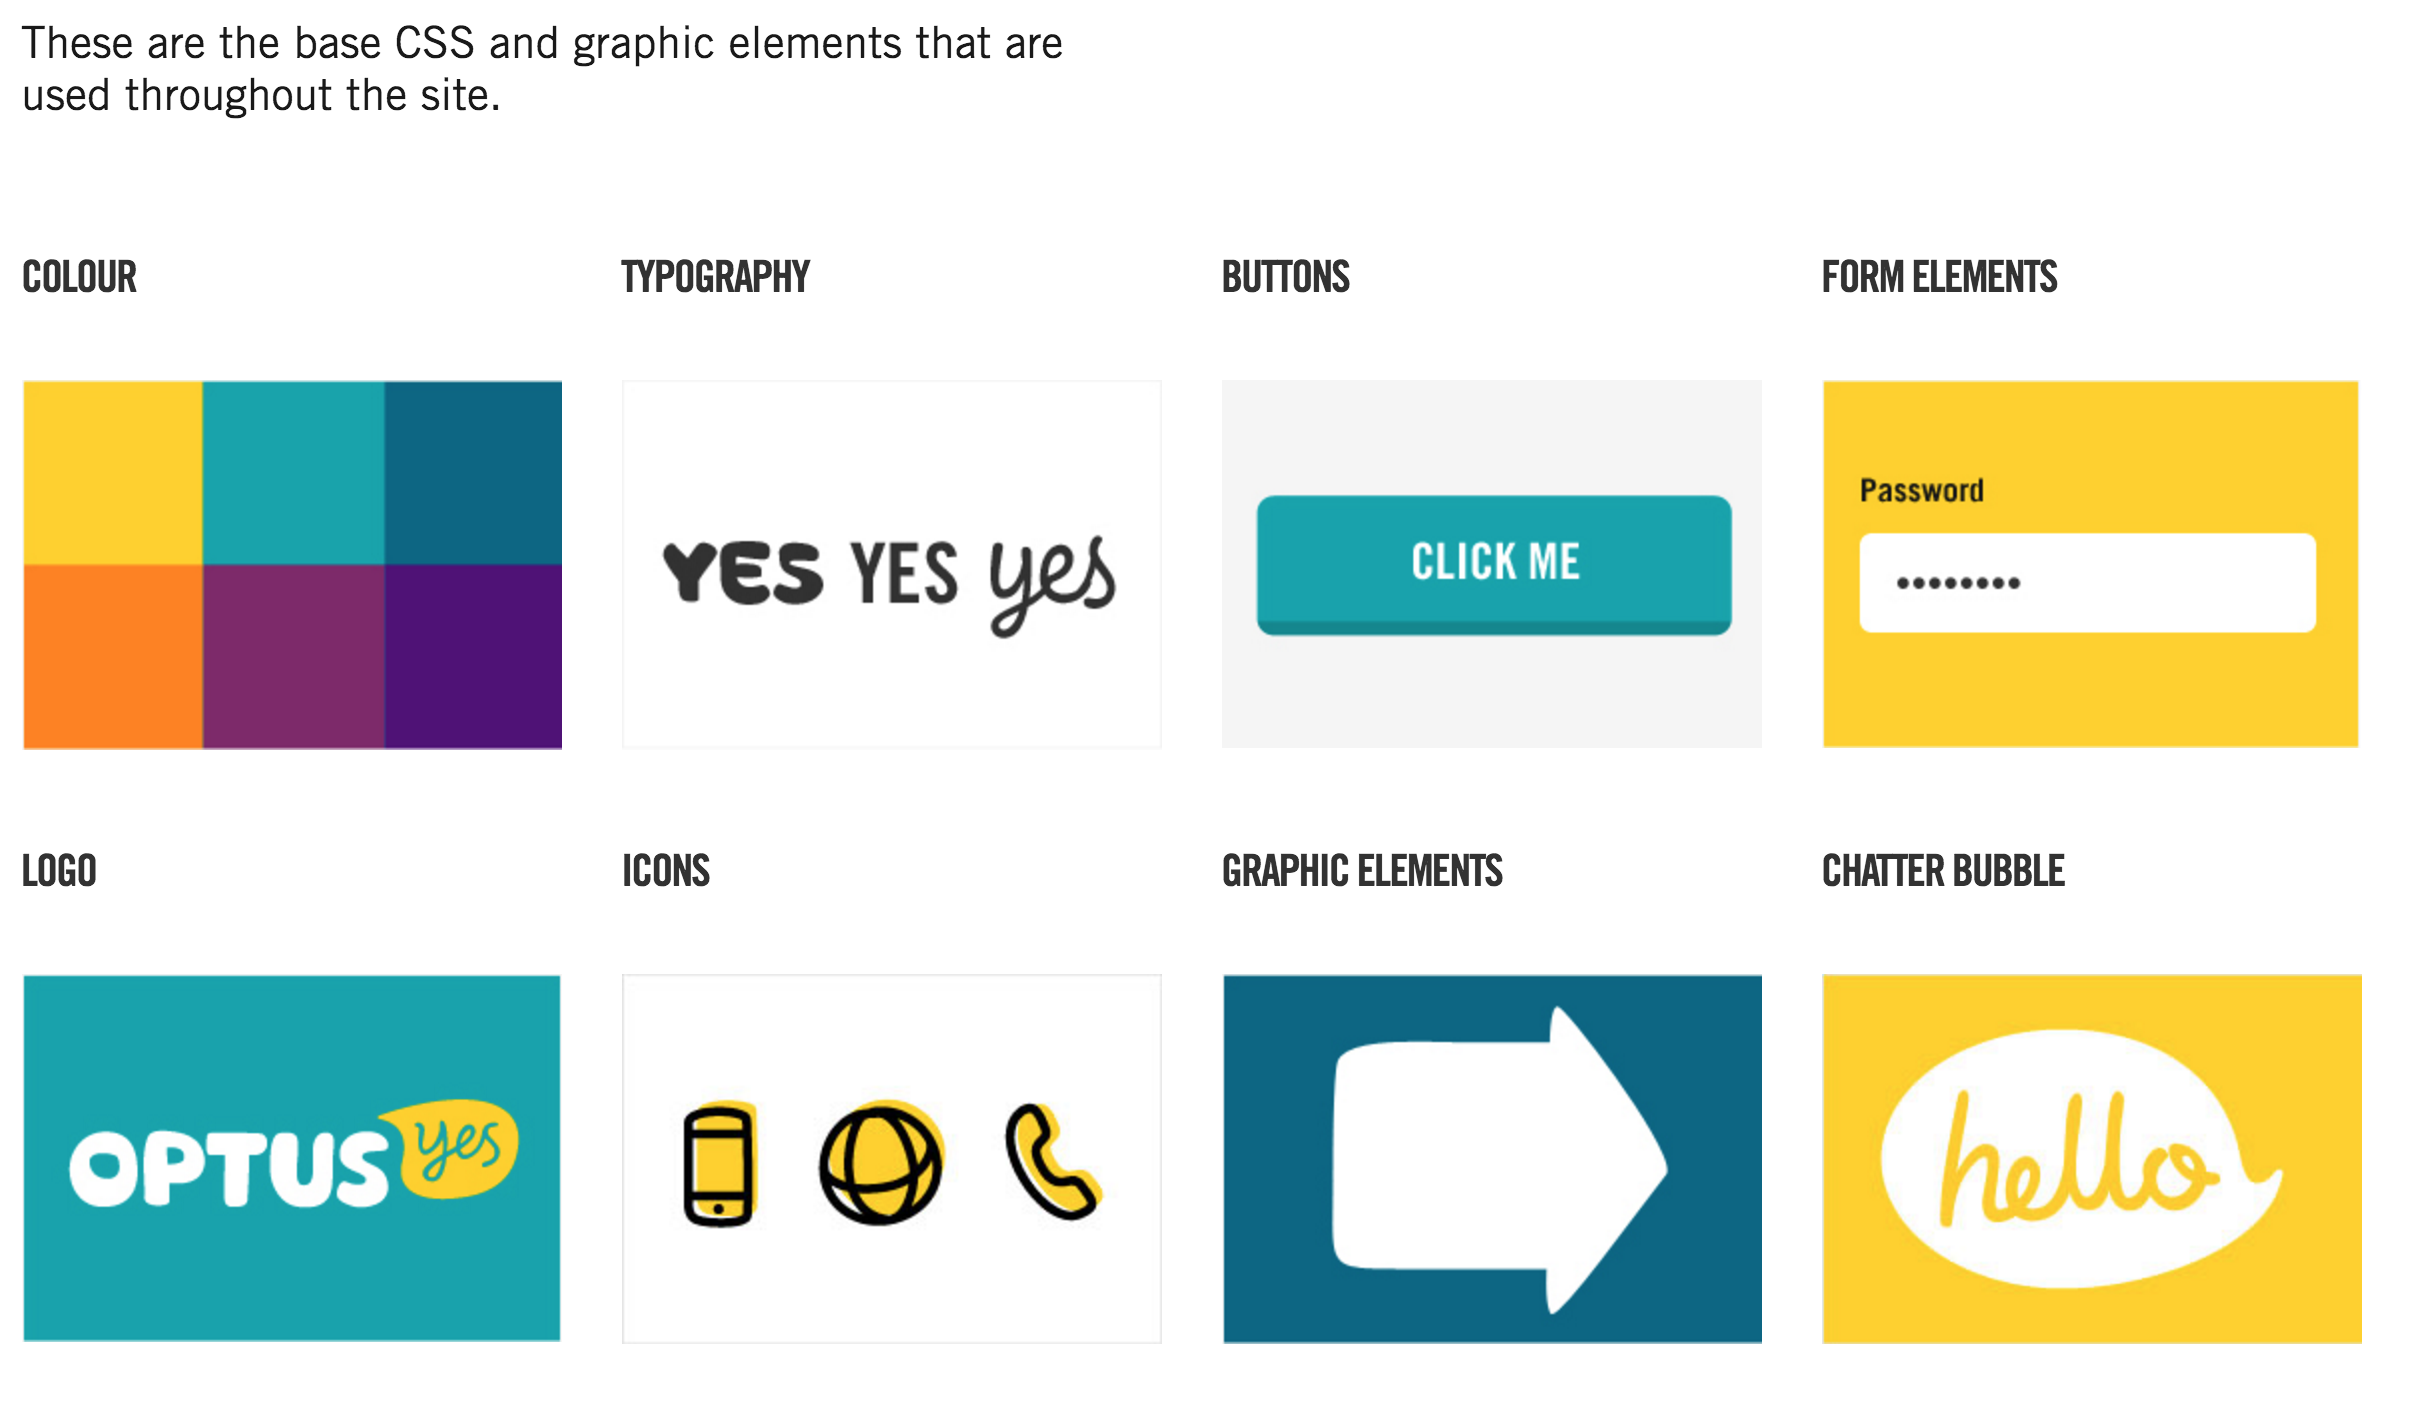 These are the base CSS and graphic elements that are
used throughout the site.
COLOUR
TYPOGRAPHY
BUTTONS
FORM ELEMENTS
YES YES yes
CLICK ME
Password
••••••••
LOGO
ICONS
GRAPHIC ELEMENTS
CHATTER BUBBLE
OPTUS yes
hello